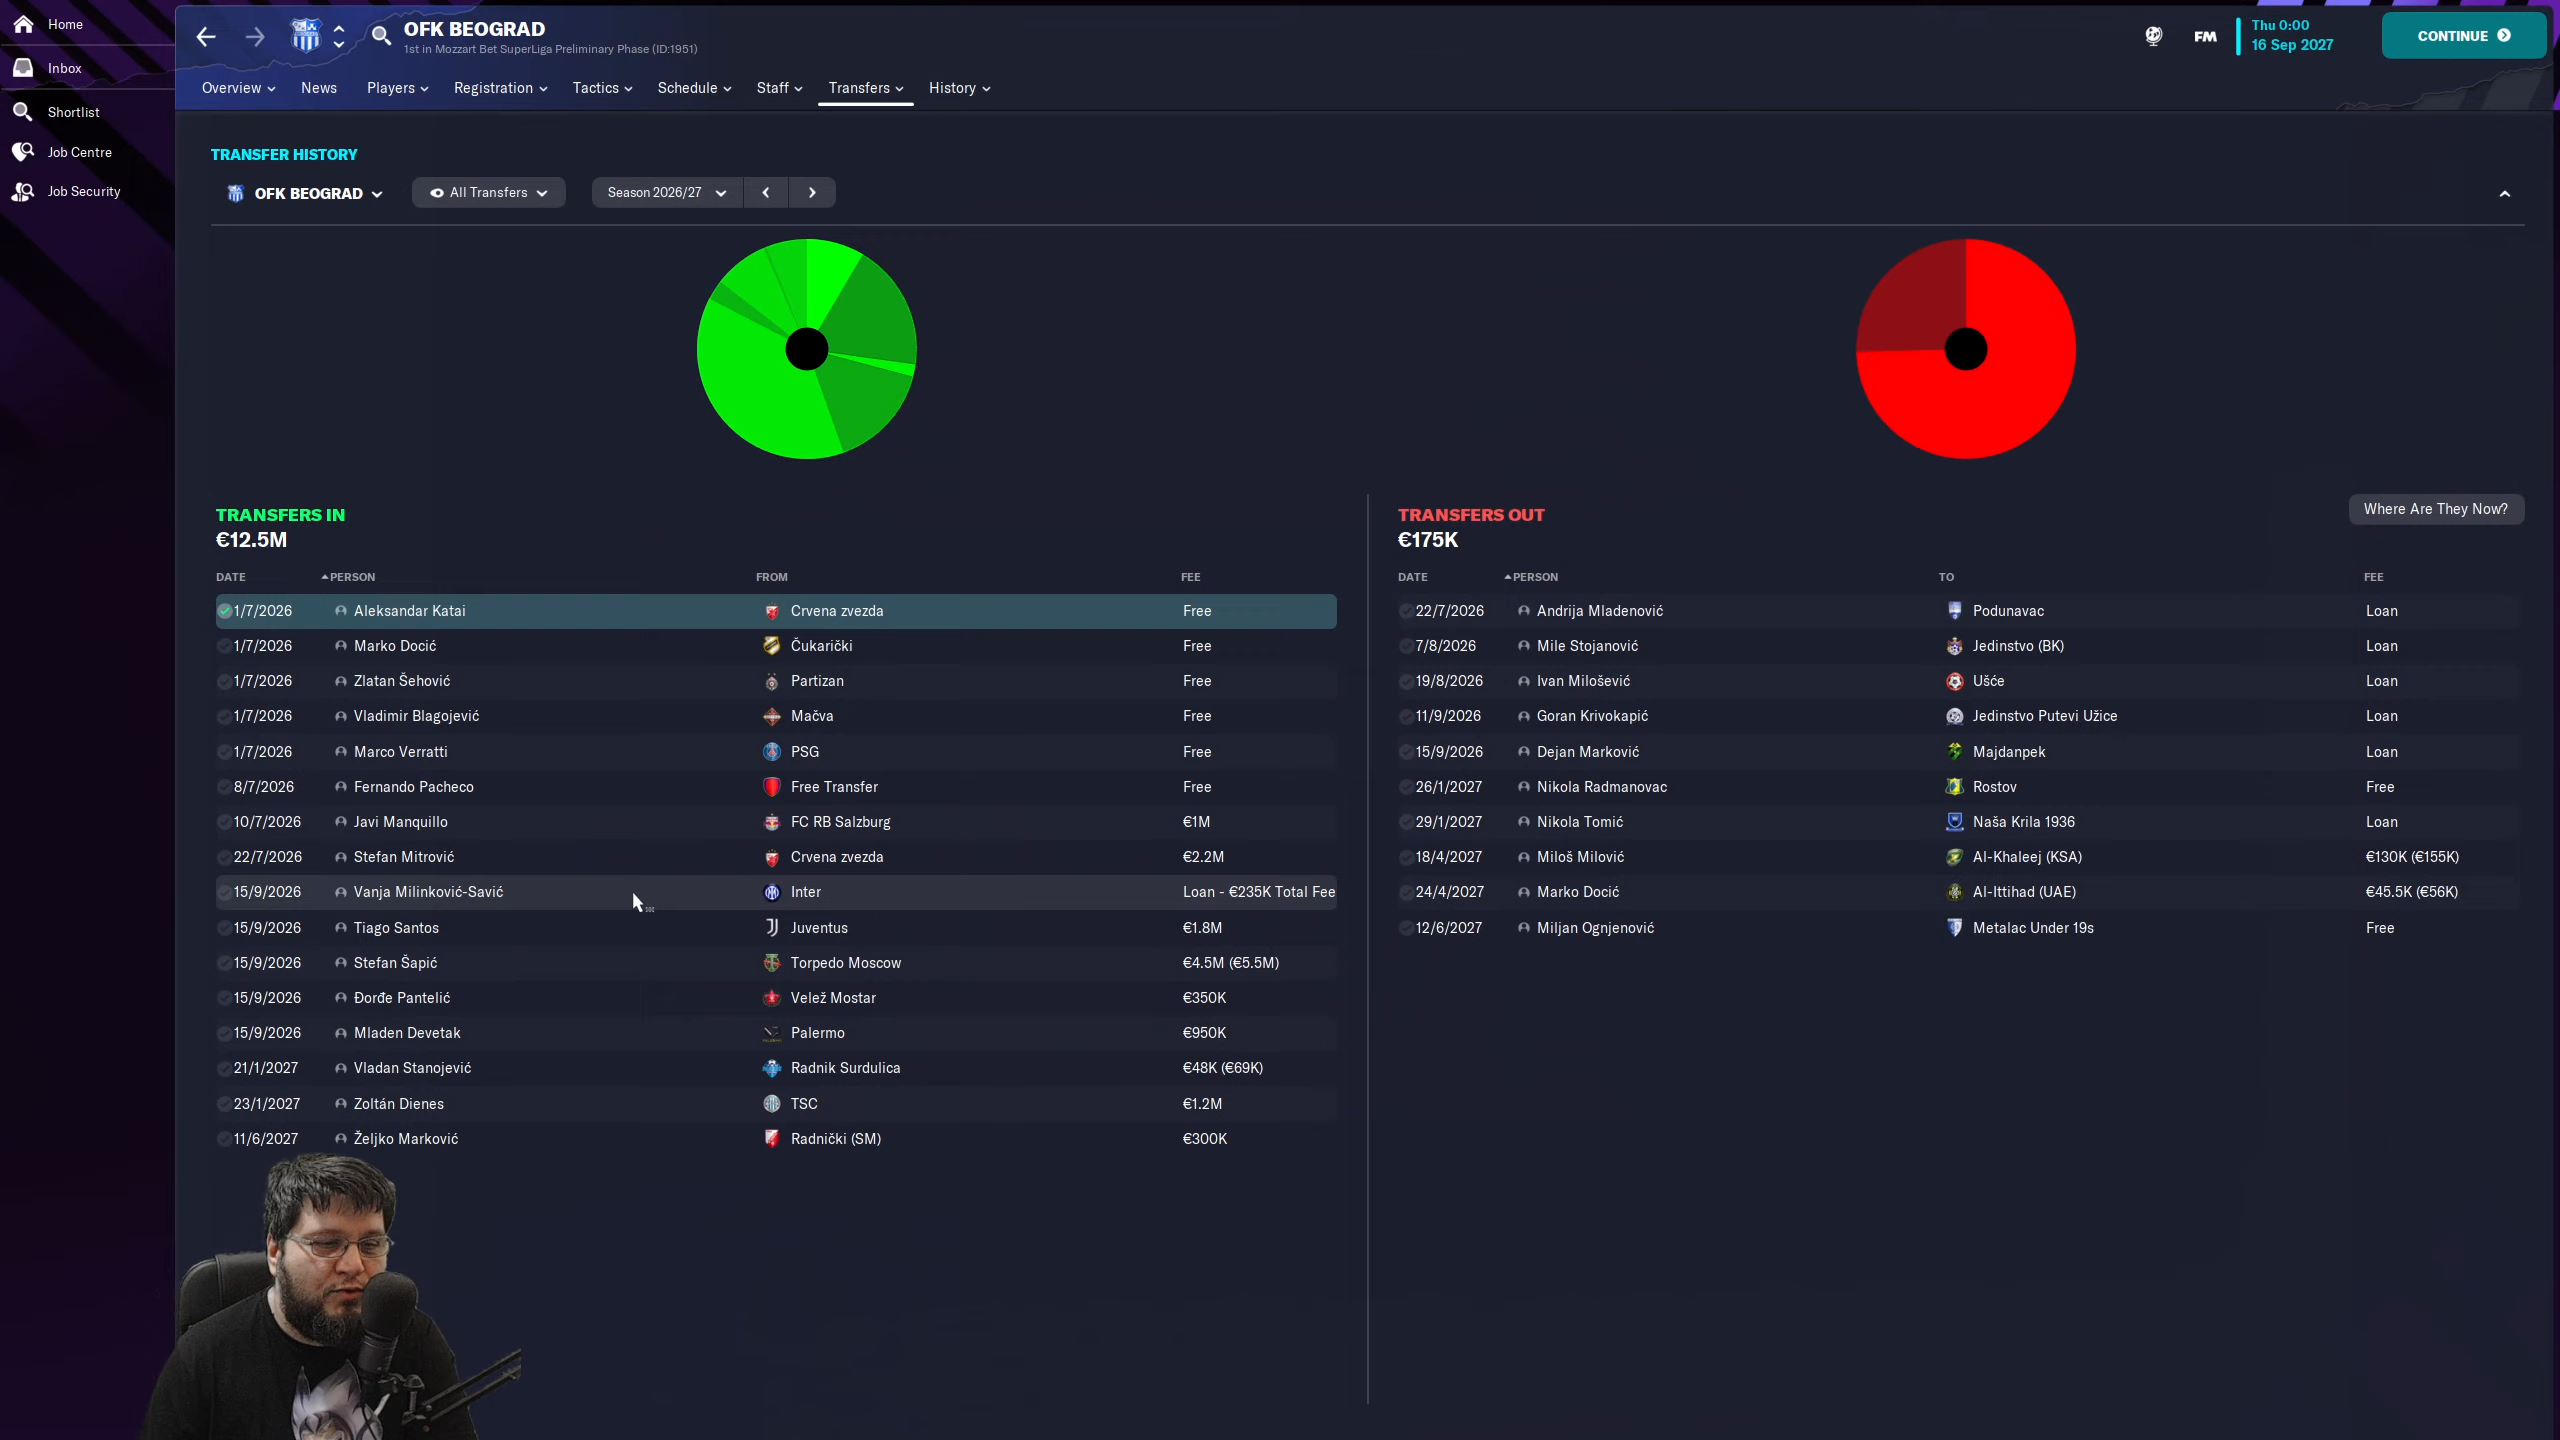 Home
Inbox
Shortlist
Job Centre
Job Security
OFK BEOGRAD
1st in Mozzart Bet SuperLiga Preliminary Phase (ID:1951)
FM
Thu 0:00
16 Sep 2027
CONTINUE
Overview News Players Registration Tactics Schedule Staff Transfers History
TRANSFER HISTORY
OFK BEOGRAD All Transfers Season 2026/27
TRANSFERS IN
€12.5M
DATE PERSON FROM FEE
1/7/2026 Aleksandar Katai Crvena zvezda Free
1/7/2026 Marko Docić Čukarički Free
1/7/2026 Zlatan Šehović Partizan Free
1/7/2026 Vladimir Blagojević Mačva Free
1/7/2026 Marco Verratti PSG Free
8/7/2026 Fernando Pacheco Free Transfer Free
10/7/2026 Javi Manquillo FC RB Salzburg €1M
22/7/2026 Stefan Mitrović Crvena zvezda €2.2M
15/9/2026 Vanja Milinković-Savić Inter Loan - €235K Total Fee
15/9/2026 Tiago Santos Juventus €1.8M
15/9/2026 Stefan Šapić Torpedo Moscow €4.5M (€5.5M)
15/9/2026 Đorđe Pantelić Velež Mostar €350K
15/9/2026 Mladen Devetak Palermo €950K
21/1/2027 Vladan Stanojević Radnik Surdulica €48K (€69K)
23/1/2027 Zoltán Dienes TSC €1.2M
11/6/2027 Željko Marković Radnički (SM) €300K
TRANSFERS OUT
€175K
Where Are They Now?
DATE PERSON TO FEE
22/7/2026 Andrija Mladenović Podunavac Loan
7/8/2026 Mile Stojanović Jedinstvo (BK) Loan
19/8/2026 Ivan Milošević Ušće Loan
11/9/2026 Goran Krivokapić Jedinstvo Putevi Užice Loan
15/9/2026 Dejan Marković Majdanpek Loan
26/1/2027 Nikola Radmanovac Rostov Free
29/1/2027 Nikola Tomić Naša Krila 1936 Loan
18/4/2027 Miloš Milović Al-Khaleej (KSA) €130K (€155K)
24/4/2027 Marko Docić Al-Ittihad (UAE) €45.5K (€56K)
12/6/2027 Miljan Ognjenović Metalac Under 19s Free